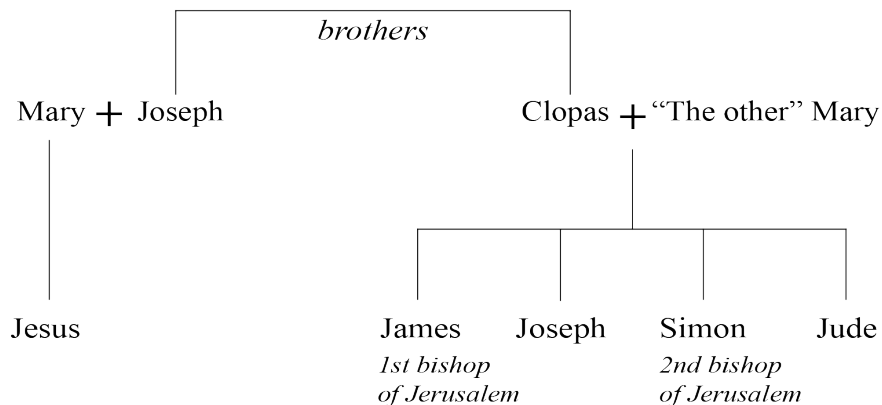 brothers
Mary + Joseph
Clopas + “The other” Mary
Jesus
James
Joseph
Simon
Jude
1st bishop
of Jerusalem
2nd bishop
of Jerusalem